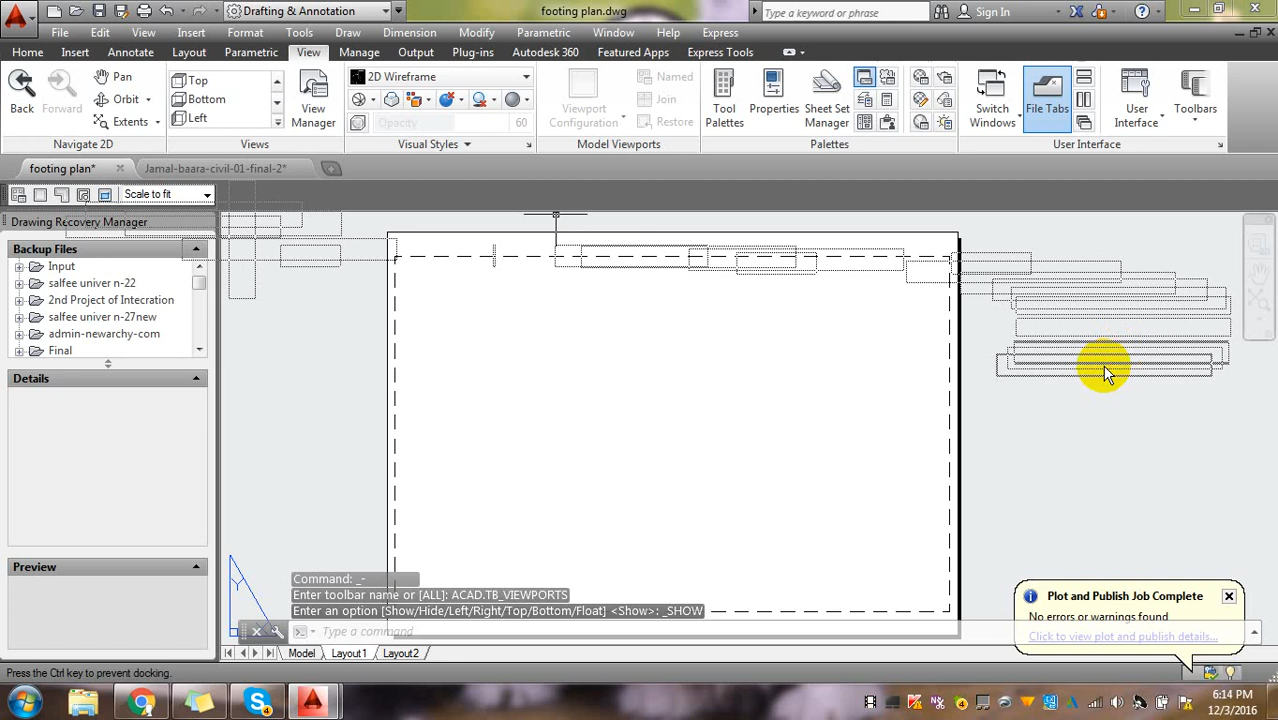 Drafting & Annotation
footing plan.dwg
Type a keyword or phrase
Sign In
File Edit View Insert Format Tools Draw Dimension Modify Parametric Window Help Express
Home Insert Annotate Layout Parametric View Manage Output Plug-ins Autodesk 360 Featured Apps Express Tools
Back
Forward
Pan
Orbit
Extents
Navigate 2D
Top
Bottom
Left
View Manager
Views
2D Wireframe
Opacity 60
Visual Styles
Viewport Configuration
Named
Join
Restore
Model Viewports
Tool Palettes
Properties
Sheet Set Manager
Palettes
Switch Windows
File Tabs
User Interface
Toolbars
User Interface
footing plan*
Jamal-baara-civil-01-final-2*
Scale to fit
Drawing Recovery Manager
Backup Files
Input
salfee univer n-22
2nd Project of Intecration
salfee univer n-27new
admin-newarchy-com
Final
Details
Preview
Y
Command: _-
Enter toolbar name or [ALL]: ACAD.TB_VIEWPORTS
Enter an option [Show/Hide/Left/Right/Top/Bottom/Float] <Show>: _SHOW
Type a command
Plot and Publish Job Complete
No errors or warnings found
Click to view plot and publish details...
Model Layout1 Layout2
Press the Ctrl key to prevent docking.
6:14 PM
12/3/2016